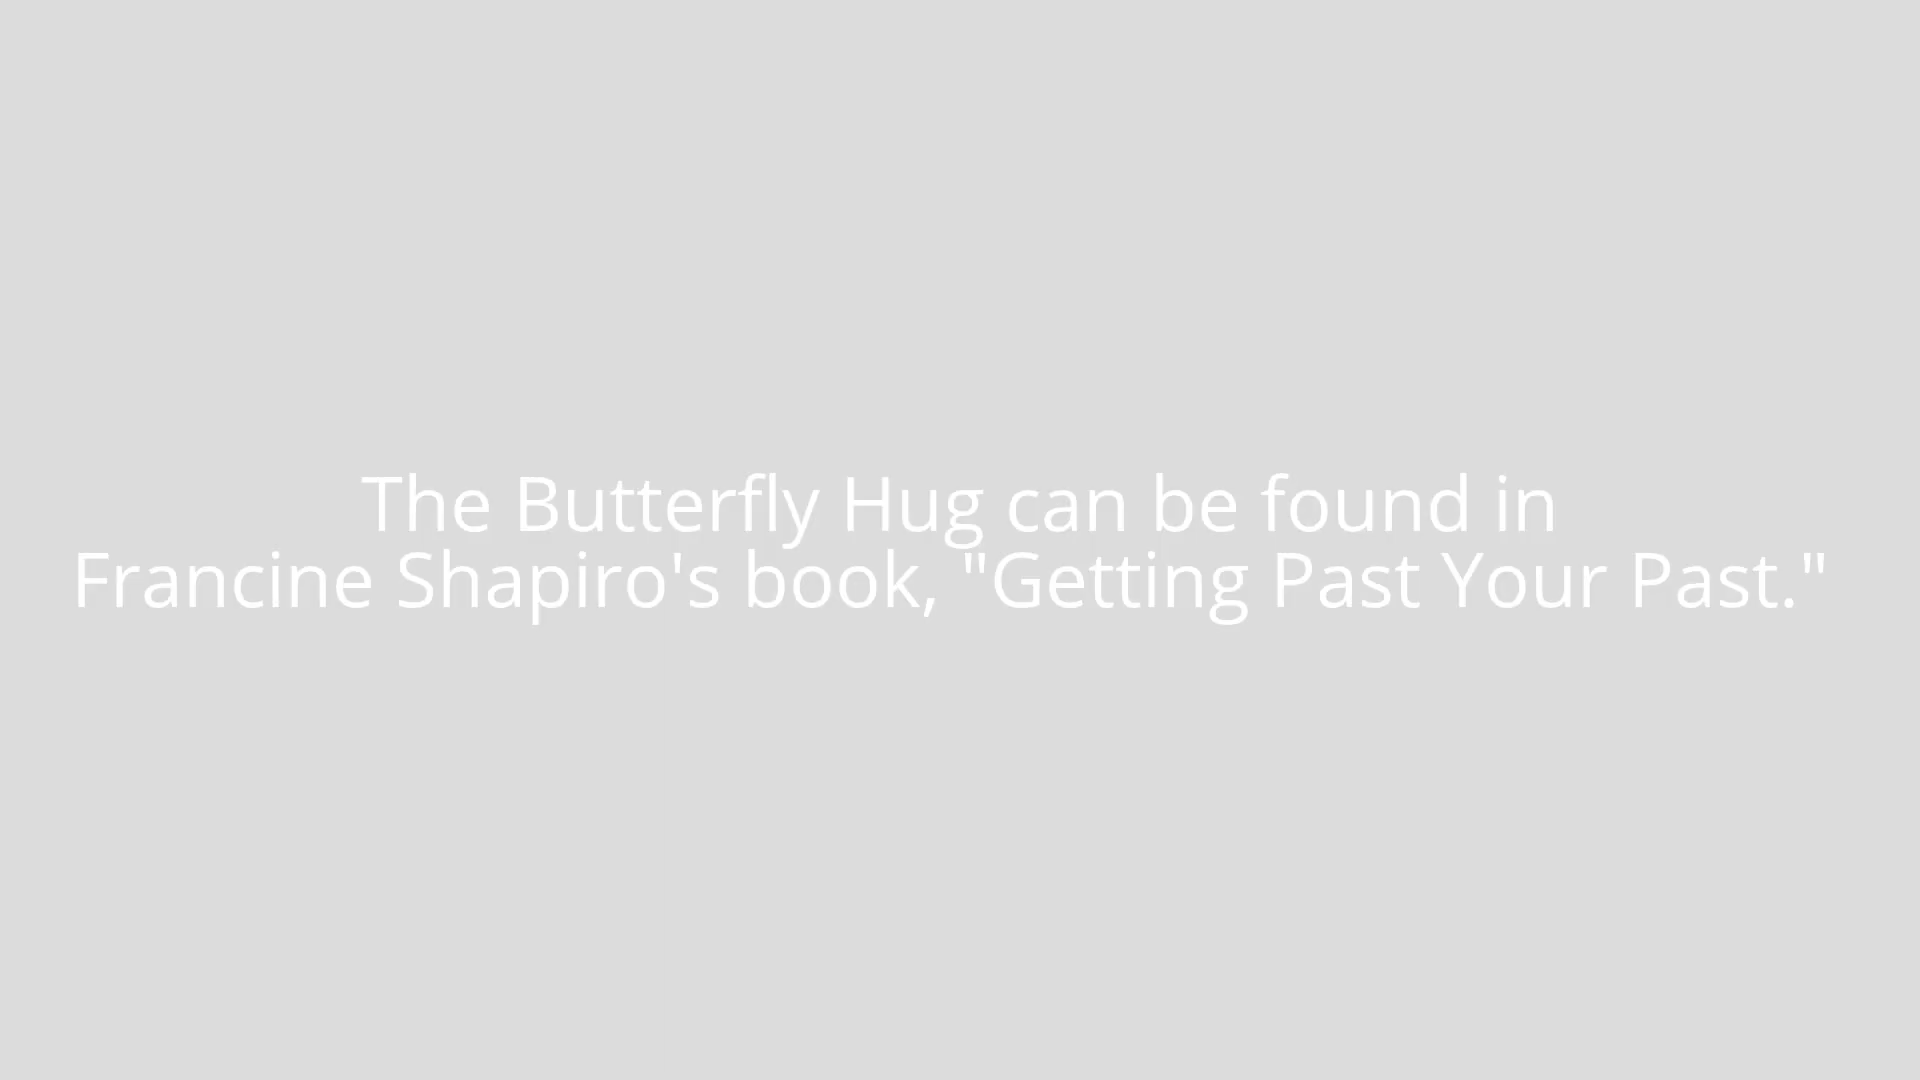 The Butterfly Hug can be found in
Francine Shapiro's book, "Getting Past Your Past."